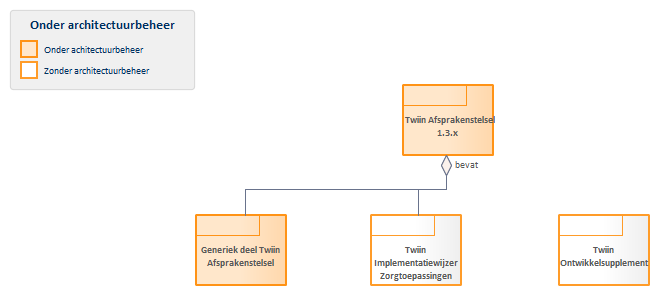 Onder architectuurbeheer
Onder achitectuurbeheer
Zonder architectuurbeheer
Twiin Afsprakenstelsel
1.3.x
bevat
Generiek deel Twiin
Afsprakenstelsel
Twiin
Implementatiewijzer
Zorgtoepassingen
Twiin
Ontwikkelsupplement